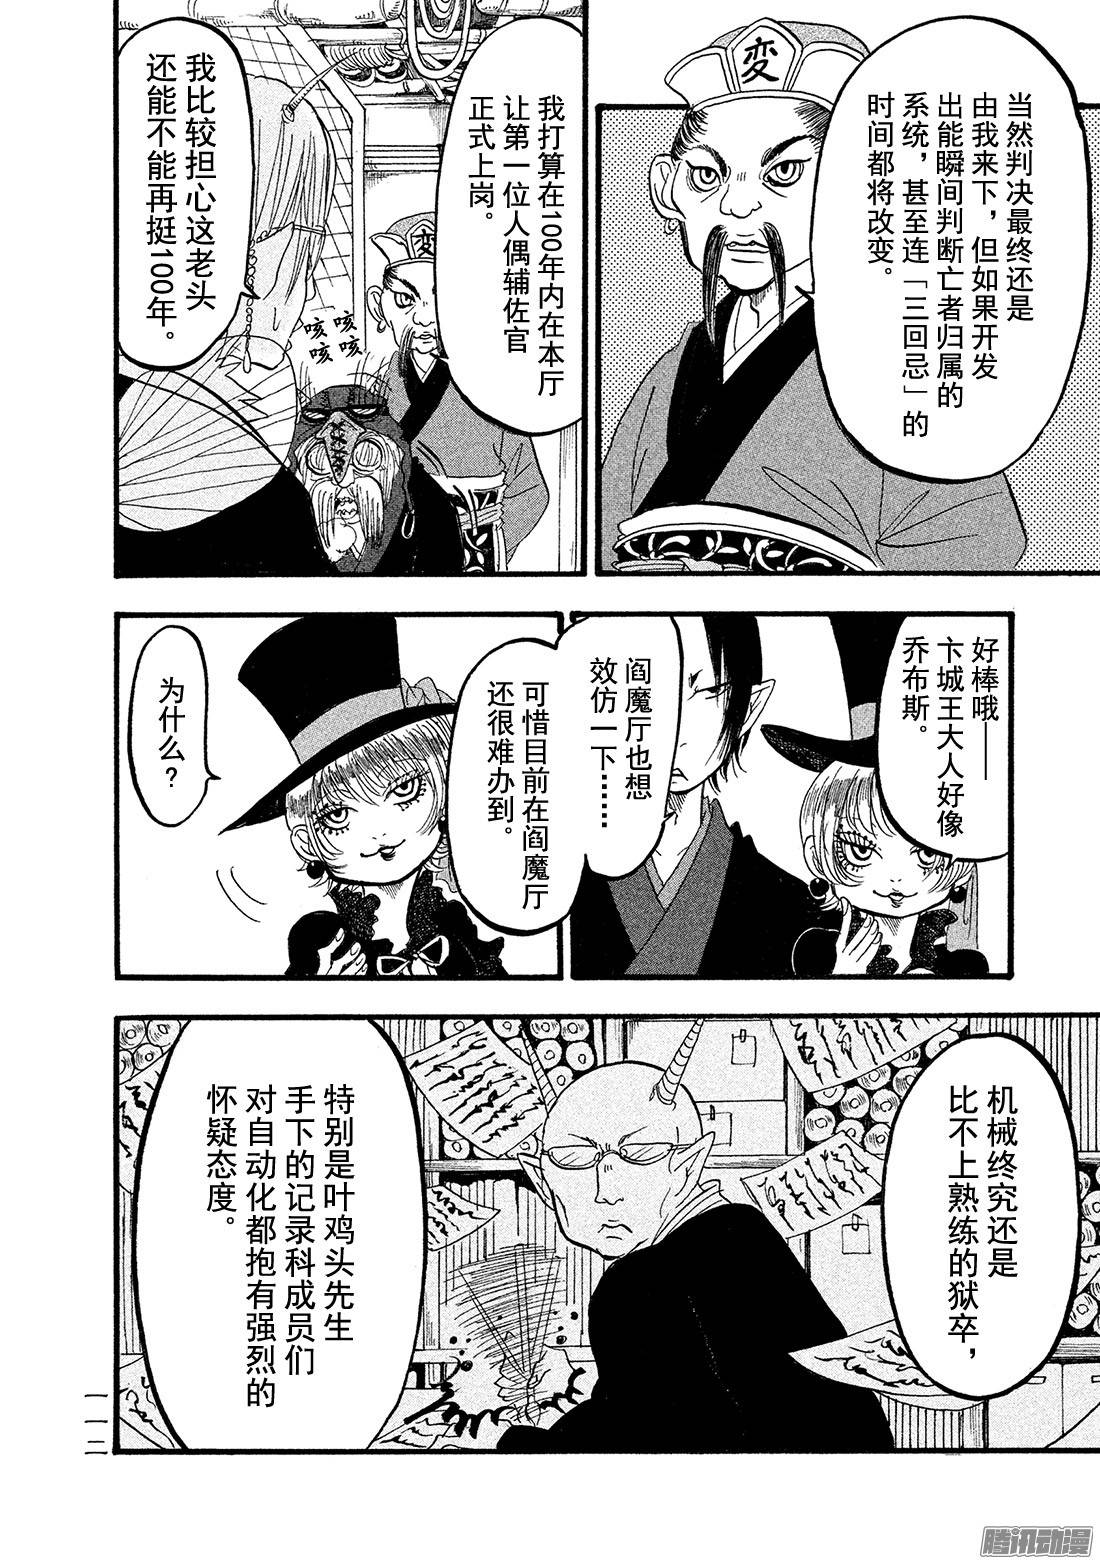 変
当然判决最终还是
由我来下，但如果开发
出能瞬间判断亡者归属的
系统，甚至连「三回忌」的
时间都将改变。
我打算在100年内在本厅
让第一位人偶辅佐官
正式上岗。
変
咳咳
咳咳
我比较担心这老头
还能不能再挺100年。
好棒哦——
卞城王大人好像
乔布斯。
阎魔厅也想
效仿一下……
可惜目前在阎魔厅
还很难办到。
为什么？
机械终究还是
比不上熟练的狱卒，
特别是叶鸡头先生
手下的记录科成员们
对自动化都抱有强烈的
怀疑态度。
一一二
腾讯动漫